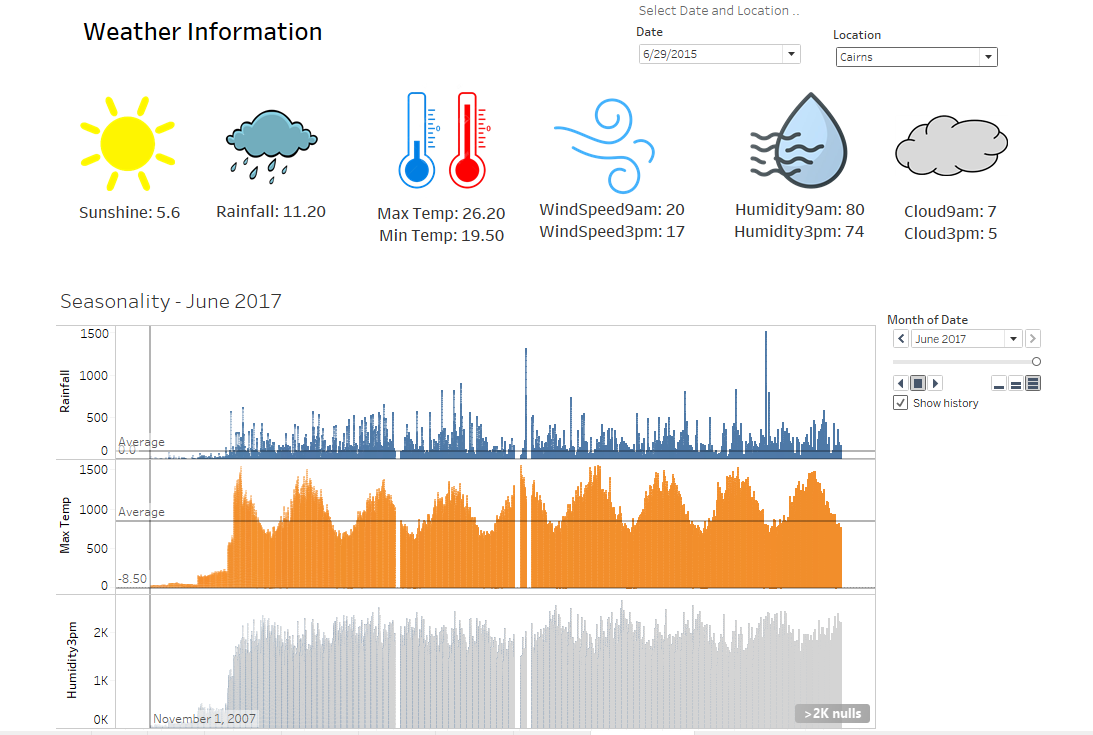 Select Date and Location ..
Weather Information
Date
Location
6/29/2015
Cairns
Sunshine: 5.6
Rainfall: 11.20
Max Temp: 26.20
Min Temp: 19.50
WindSpeed9am: 20
WindSpeed3pm: 17
Humidity9am: 80
Humidity3pm: 74
Cloud9am: 7
Cloud3pm: 5
Seasonality - June 2017
Month of Date
June 2017
Show history
Rainfall
1500
1000
500
0
Average
0.0
Max Temp
1500
1000
500
0
Average
-8.50
Humidity3pm
2K
1K
0K
November 1, 2007
>2K nulls